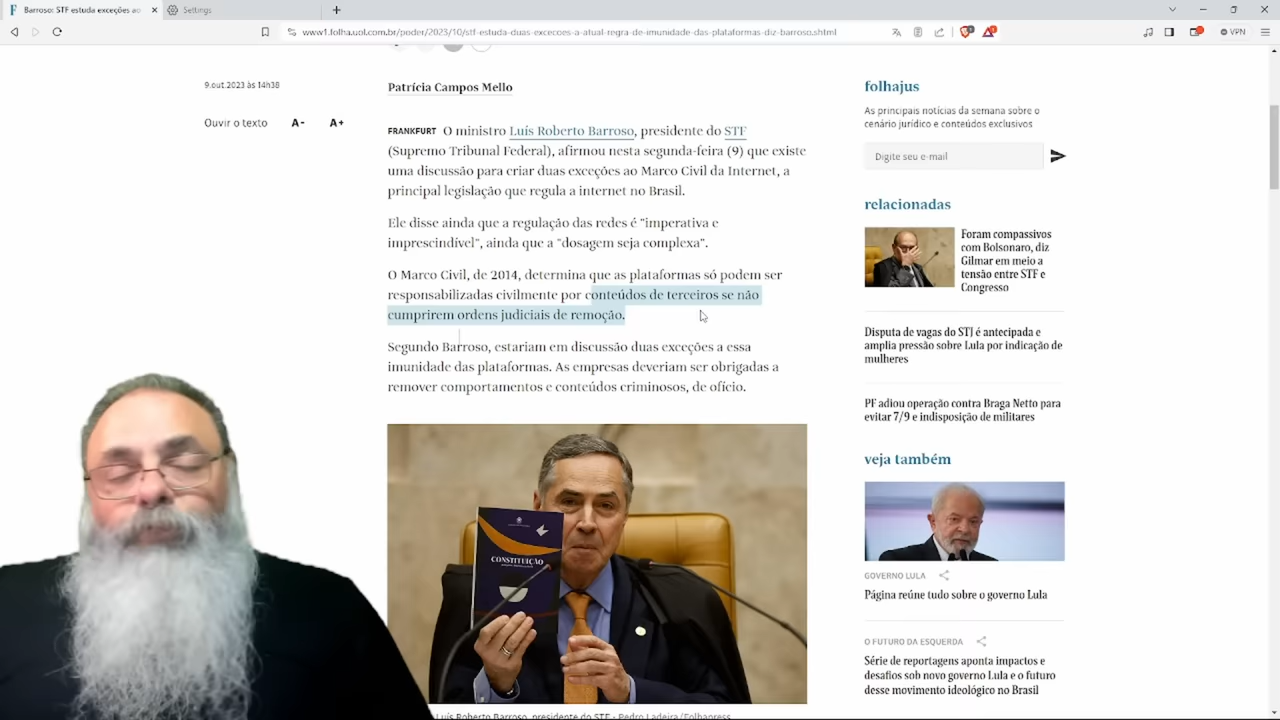 Barroso: STF estuda exceções ao
Settings
www1.folha.uol.com.br/poder/2023/10/stf-estuda-duas-excecoes-a-atual-regra-de-imunidade-das-plataformas-diz-barroso.shtml
VPN
9.out.2023 às 14h38
Ouvir o texto A- A+
Patrícia Campos Mello
FRANKFURT O ministro Luís Roberto Barroso, presidente do STF
(Supremo Tribunal Federal), afirmou nesta segunda-feira (9) que existe
uma discussão para criar duas exceções ao Marco Civil da Internet, a
principal legislação que regula a internet no Brasil.
Ele disse ainda que a regulação das redes é "imperativa e
imprescindível", ainda que a "dosagem seja complexa".
O Marco Civil, de 2014, determina que as plataformas só podem ser
responsabilizadas civilmente por conteúdos de terceiros se não
cumprirem ordens judiciais de remoção.
Segundo Barroso, estariam em discussão duas exceções a essa
imunidade das plataformas. As empresas deveriam ser obrigadas a
remover comportamentos e conteúdos criminosos, de ofício.
CONSTITUIÇÃO
Luís Roberto Barroso, presidente do STF - Pedro Ladeira/Folhapress
folhajus
As principais notícias da semana sobre o
cenário jurídico e conteúdos exclusivos
Digite seu e-mail
relacionadas
Foram compassivos
com Bolsonaro, diz
Gilmar em meio a
tensão entre STF e
Congresso
Disputa de vagas do STJ é antecipada e
amplia pressão sobre Lula por indicação de
mulheres
PF adiou operação contra Braga Netto para
evitar 7/9 e indisposição de militares
veja também
GOVERNO LULA
Página reúne tudo sobre o governo Lula
O FUTURO DA ESQUERDA
Série de reportagens aponta impactos e
desafios sob novo governo Lula e o futuro
desse movimento ideológico no Brasil